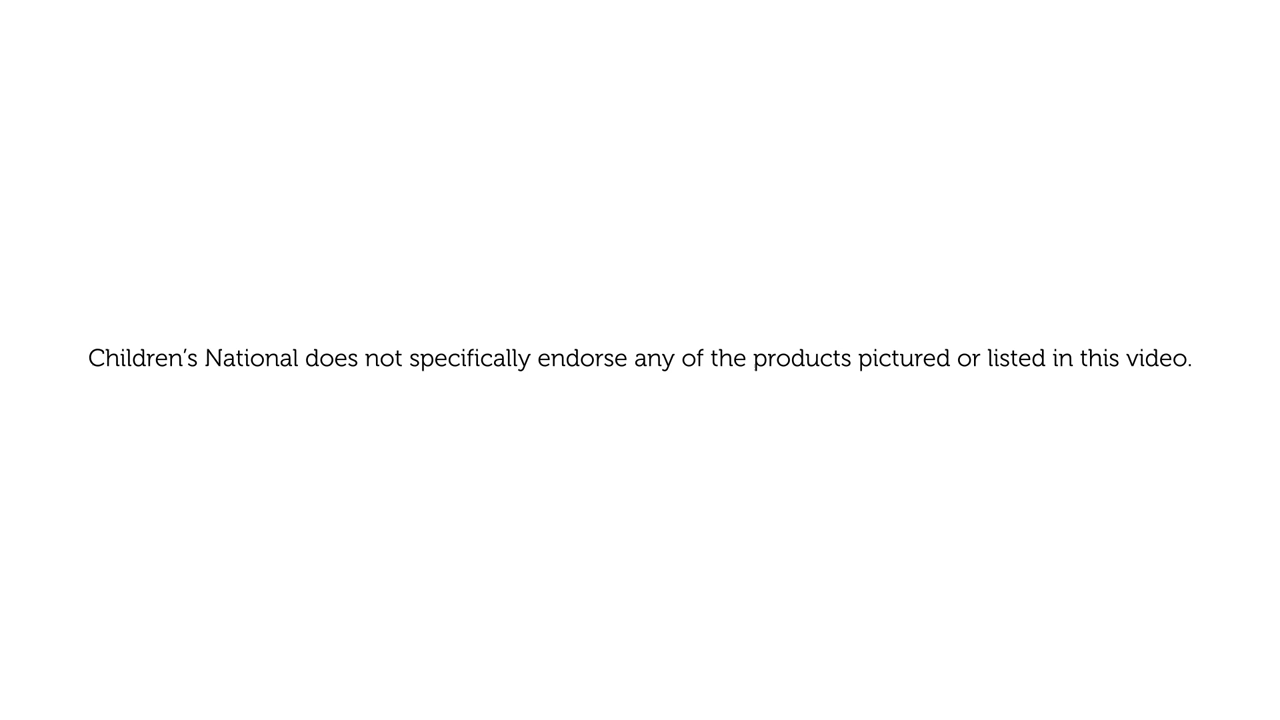 Children’s National does not specifically endorse any of the products pictured or listed in this video.